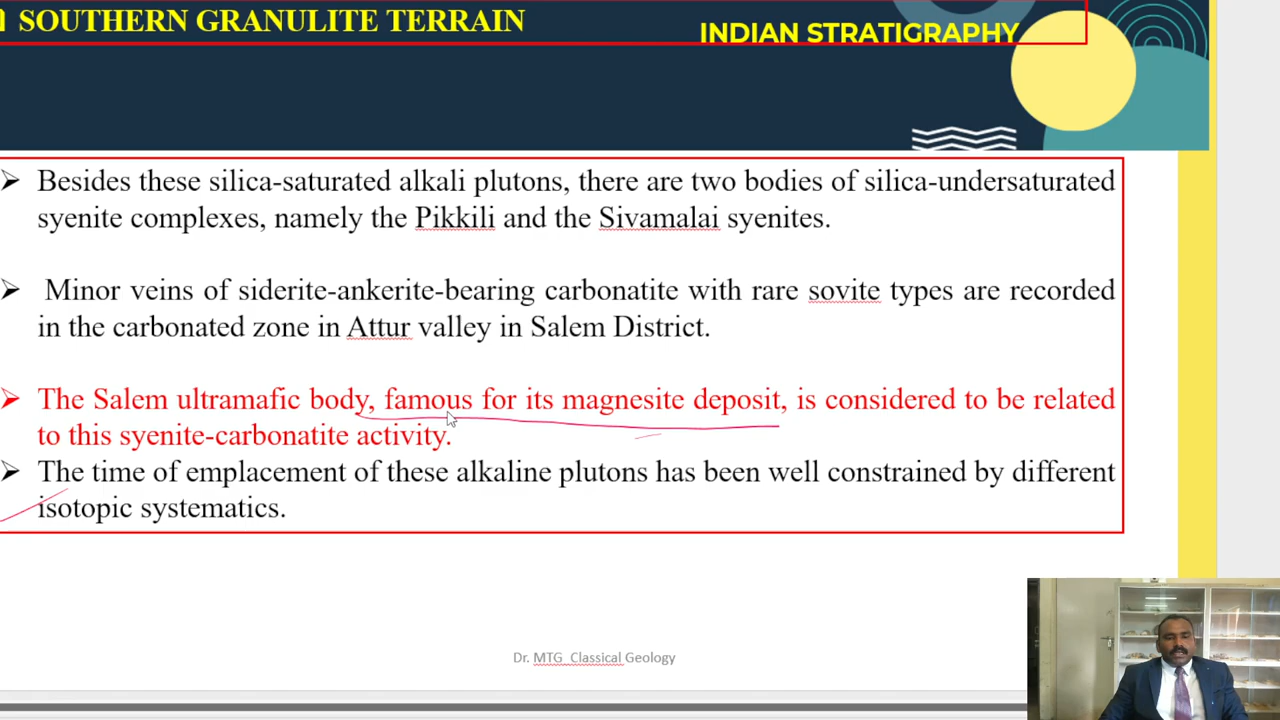 SOUTHERN GRANULITE TERRAIN
INDIAN STRATIGRAPHY
➤ Besides these silica-saturated alkali plutons, there are two bodies of silica-undersaturated
syenite complexes, namely the Pikkili and the Sivamalai syenites.
➤ Minor veins of siderite-ankerite-bearing carbonatite with rare sovite types are recorded
in the carbonated zone in Attur valley in Salem District.
➤ The Salem ultramafic body, famous for its magnesite deposit, is considered to be related
to this syenite-carbonatite activity.
➤ The time of emplacement of these alkaline plutons has been well constrained by different
isotopic systematics.
Dr. MTG Classical Geology